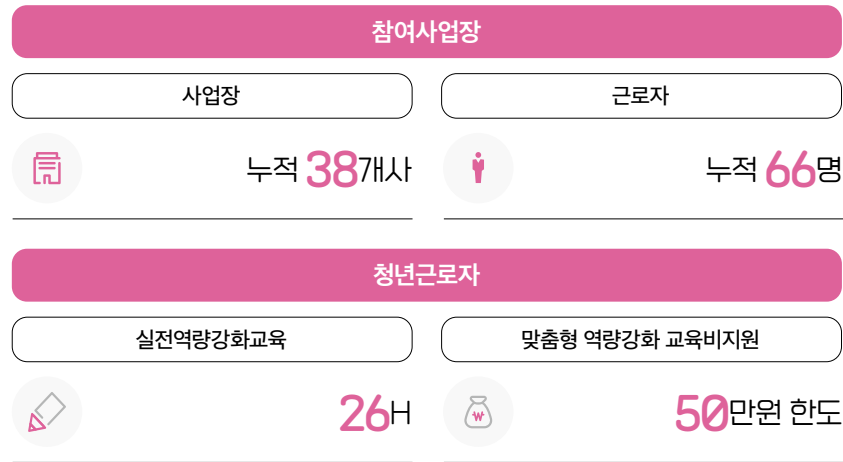 참여사업장
사업장
근로자
누적 38개사
누적 66명
청년근로자
실전역량강화교육
맞춤형 역량강화 교육비지원
26H
₩
50만원 한도